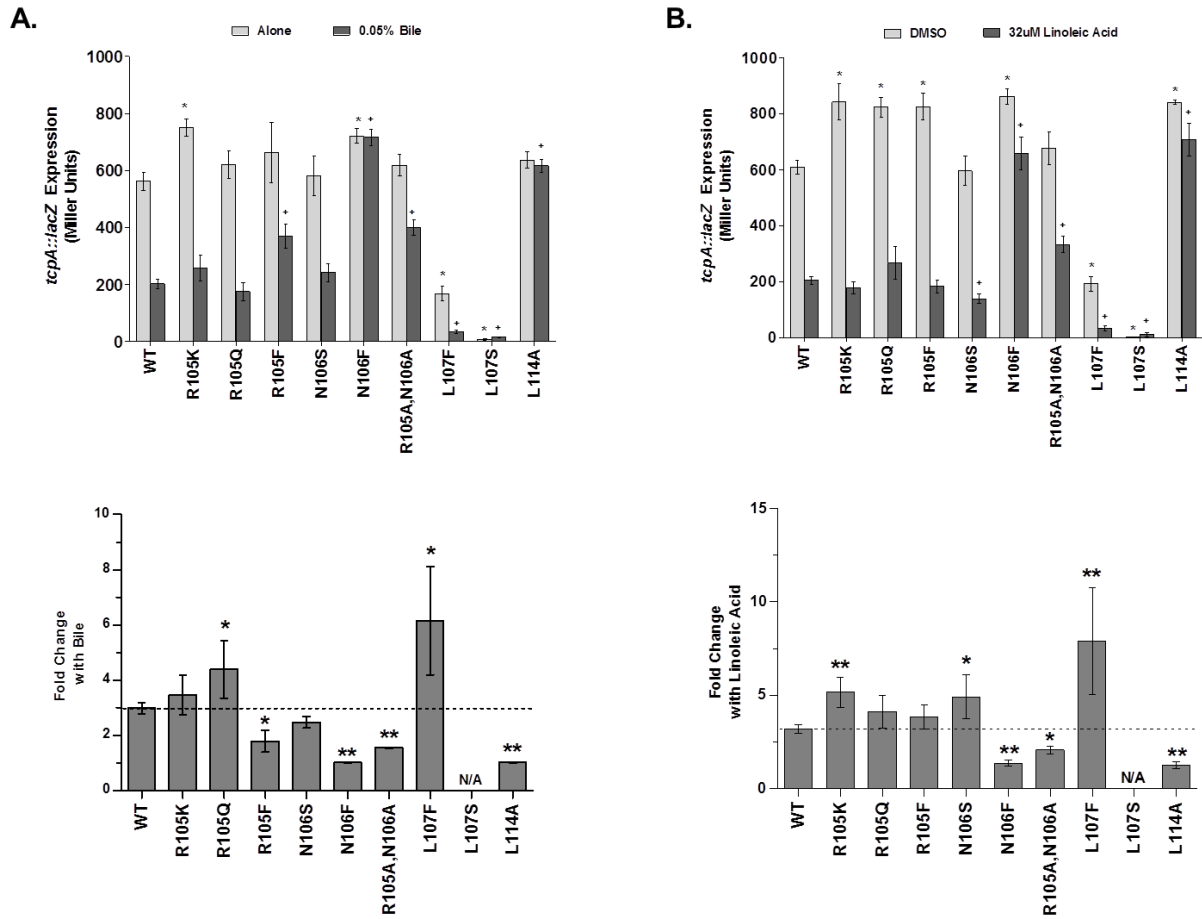 A.
Alone 0.05% Bile
tcpA::lacZ Expression
(Miller Units)
1000
800
600
400
200
0
* * * + + + + * + * + +
WT R105K R105Q R105F N106S N106F R105A,N106A L107F L107S L114A
Fold Change
with Bile
10
8
6
4
2
0
* * ** ** * N/A **
WT R105K R105Q R105F N106S N106F R105A,N106A L107F L107S L114A
B.
DMSO 32uM Linoleic Acid
tcpA::lacZ Expression
(Miller Units)
1000
800
600
400
200
0
* * * + * + + * + * + * +
WT R105K R105Q R105F N106S N106F R105A,N106A L107F L107S L114A
Fold Change
with Linoleic Acid
15
10
5
0
** * ** * ** N/A **
WT R105K R105Q R105F N106S N106F R105A,N106A L107F L107S L114A